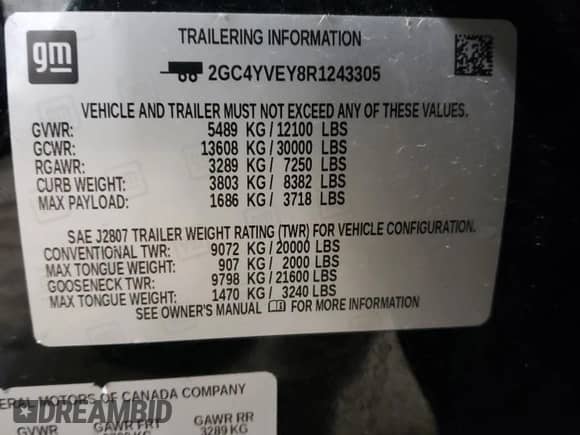 gm
TRAILERING INFORMATION
2GC4YVEY8R1243305
VEHICLE AND TRAILER MUST NOT EXCEED ANY OF THESE VALUES.
GVWR: 5489 KG/12100 LBS
GCWR: 13608 KG/30000 LBS
RGAWR: 3289 KG/ 7250 LBS
CURB WEIGHT: 3803 KG/ 8382 LBS
MAX PAYLOAD: 1686 KG/ 3718 LBS
SAE J2807 TRAILER WEIGHT RATING (TWR) FOR VEHICLE CONFIGURATION.
CONVENTIONAL TWR: 9072 KG/20000 LBS
MAX TONGUE WEIGHT: 907 KG/ 2000 LBS
GOOSENECK TWR: 9798 KG/21600 LBS
MAX TONGUE WEIGHT: 1470 KG/ 3240 LBS
SEE OWNER'S MANUAL FOR MORE INFORMATION
ERAL MOTORS OF CANADA COMPANY
GVWR GAWR FRT GAWR RR
KG 3289 KG
DREAMBID